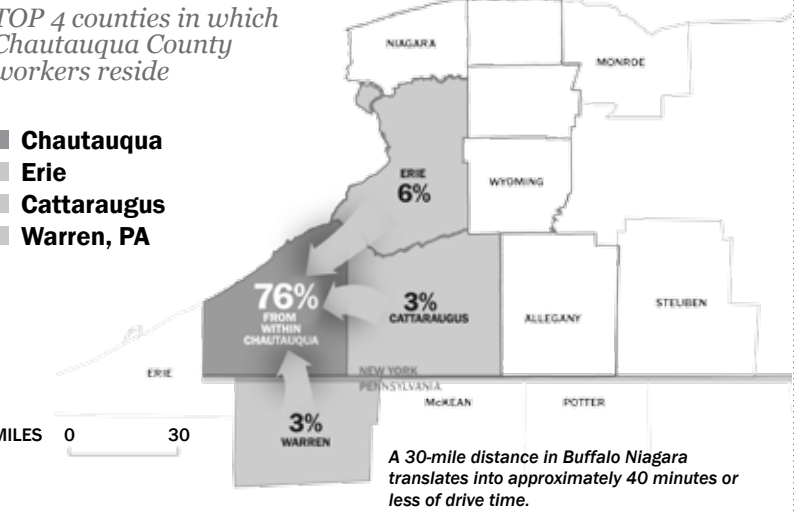 TOP 4 counties in which
Chautauqua County
workers reside
Chautauqua
Erie
Cattaraugus
Warren, PA
NIAGARA
MONROE
ERIE
6%
WYOMING
76%
FROM
WITHIN
CHAUTAUQUA
3%
CATTARAUGUS
ALLEGANY
STEUBEN
ERIE
NEW YORK
PENNSYLVANIA
McKEAN
POTTER
3%
WARREN
MILES 0 30
A 30-mile distance in Buffalo Niagara
translates into approximately 40 minutes or
less of drive time.